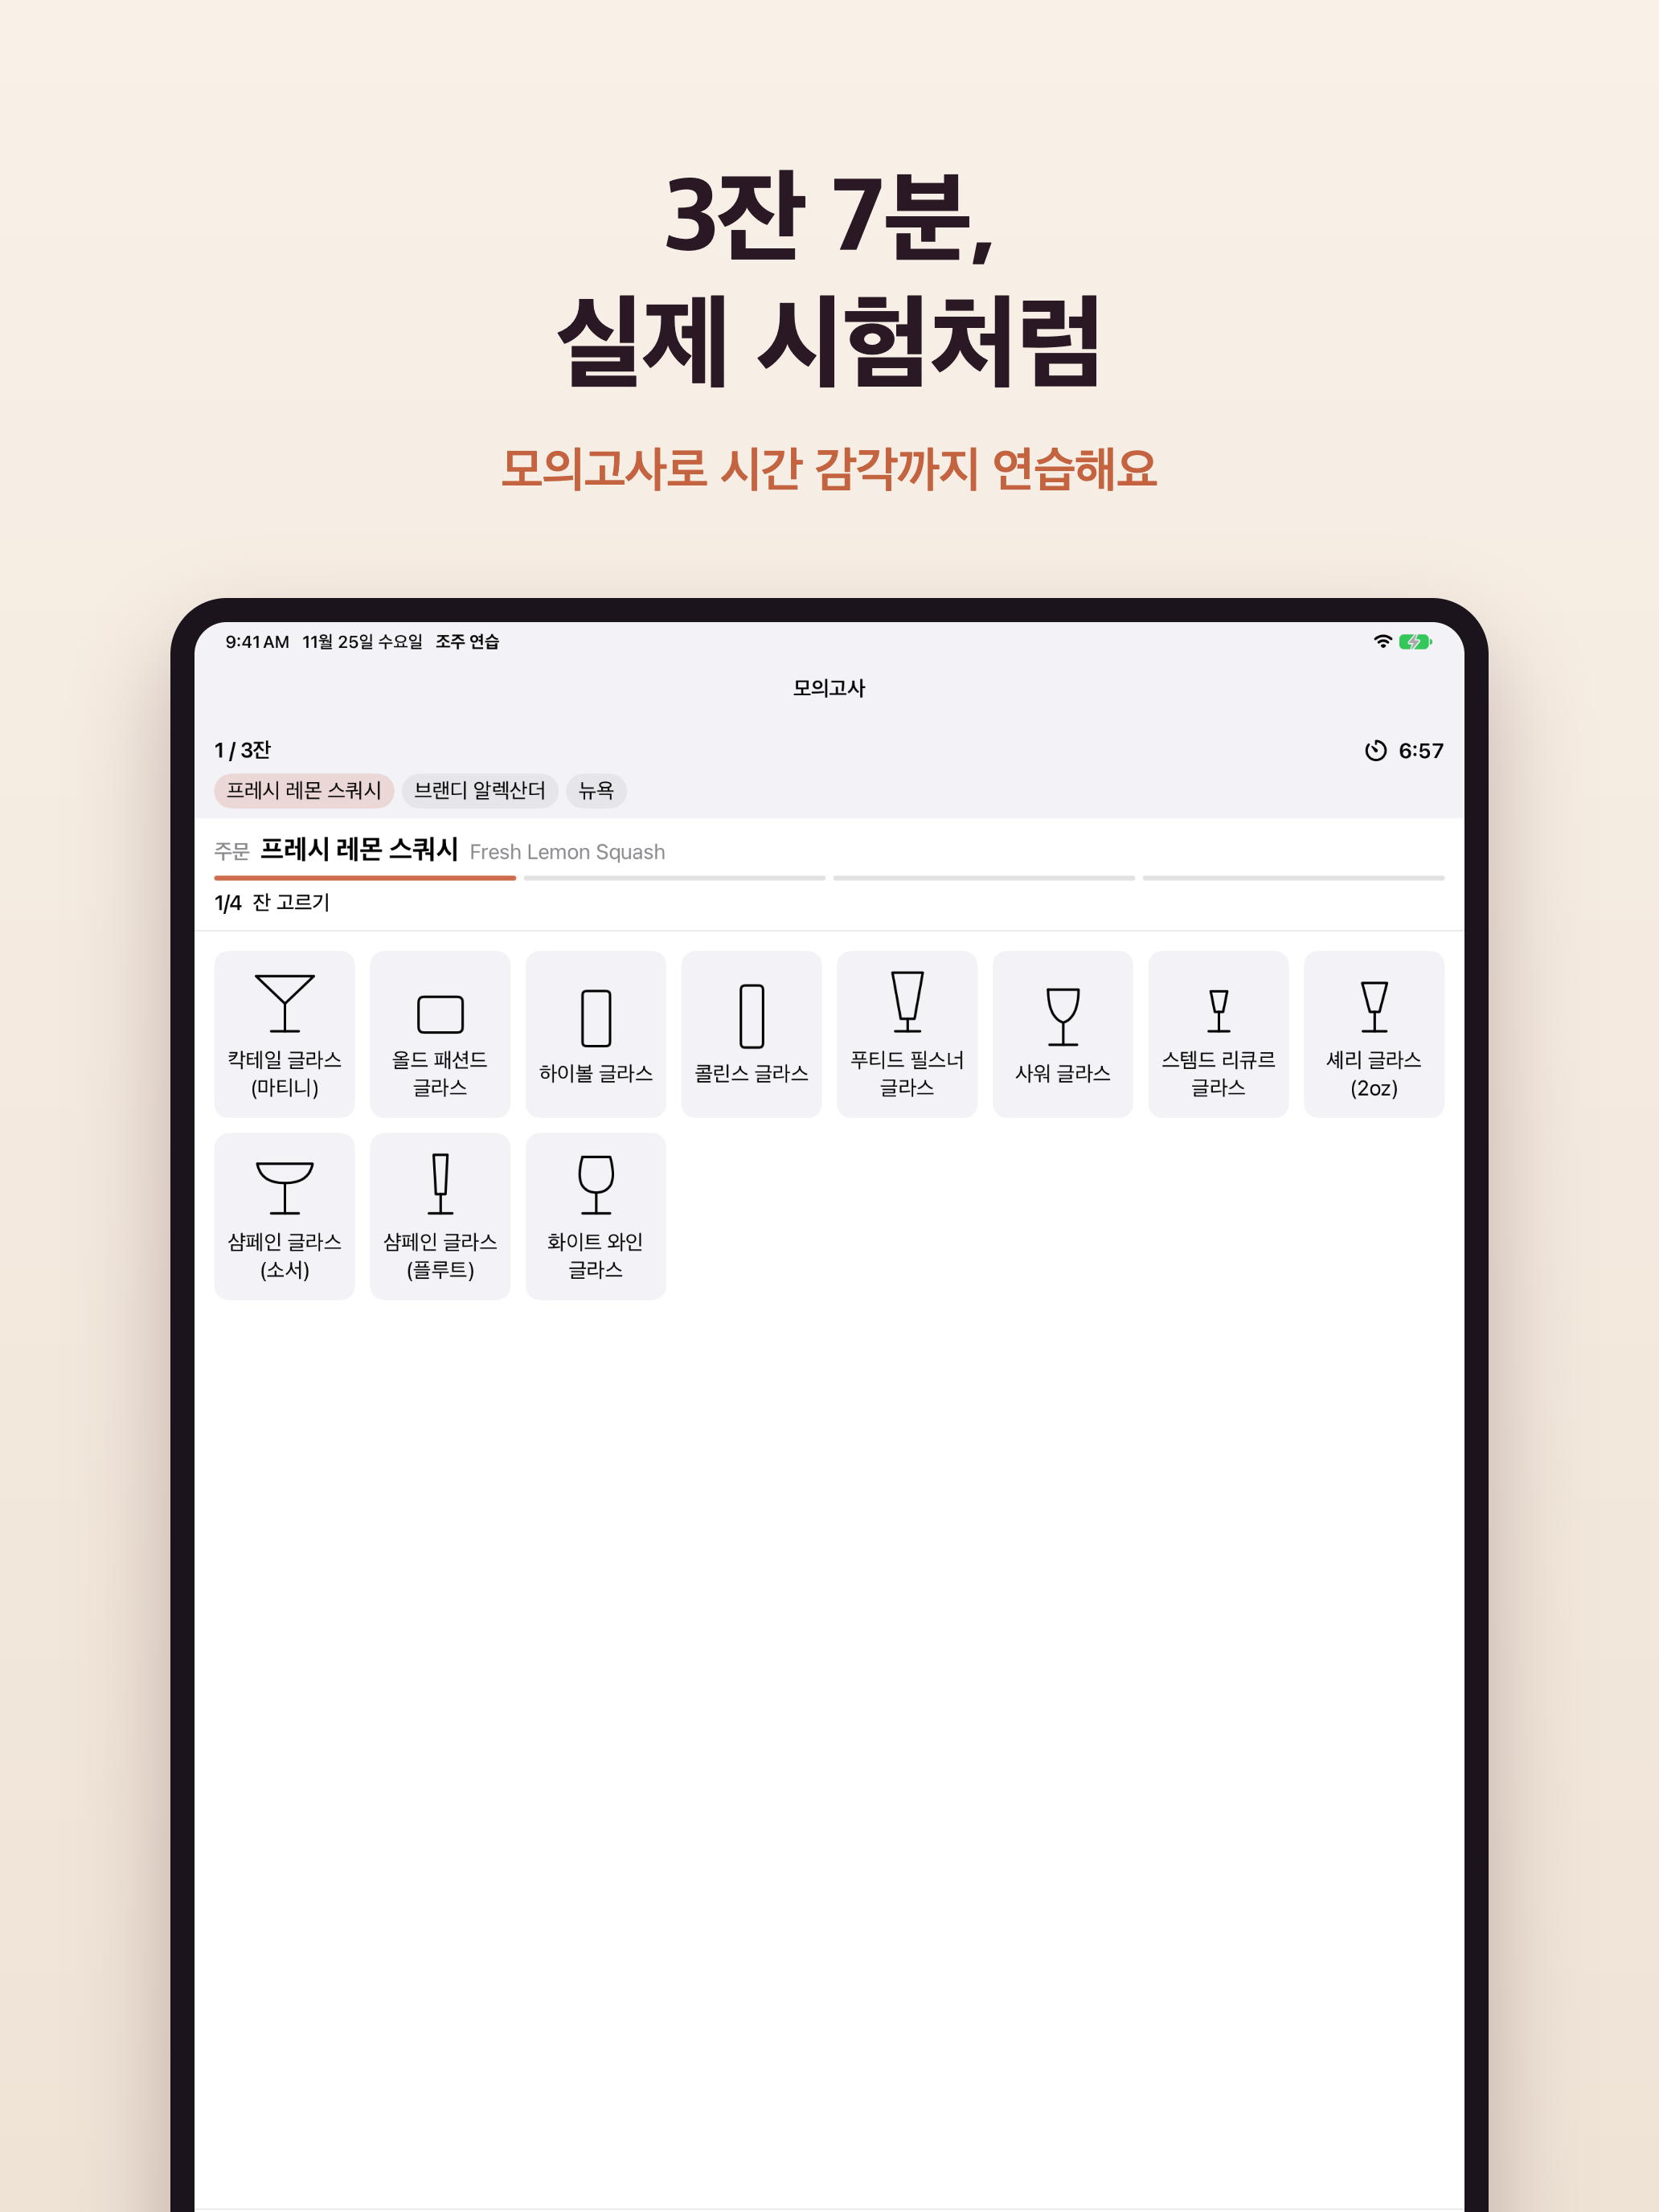 3잔 7분,
실제 시험처럼
모의고사로 시간 감각까지 연습해요
9:41 AM 11월 25일 수요일 조주 연습
모의고사
1 / 3잔 6:57
프레시 레몬 스쿼시 브랜디 알렉산더 뉴욕
주문 프레시 레몬 스쿼시 Fresh Lemon Squash
1/4 잔 고르기
칵테일 글라스
(마티니)
올드 패션드
글라스
하이볼 글라스
콜린스 글라스
푸티드 필스너
글라스
사워 글라스
스템드 리큐르
글라스
셰리 글라스
(2oz)
샴페인 글라스
(소서)
샴페인 글라스
(플루트)
화이트 와인
글라스